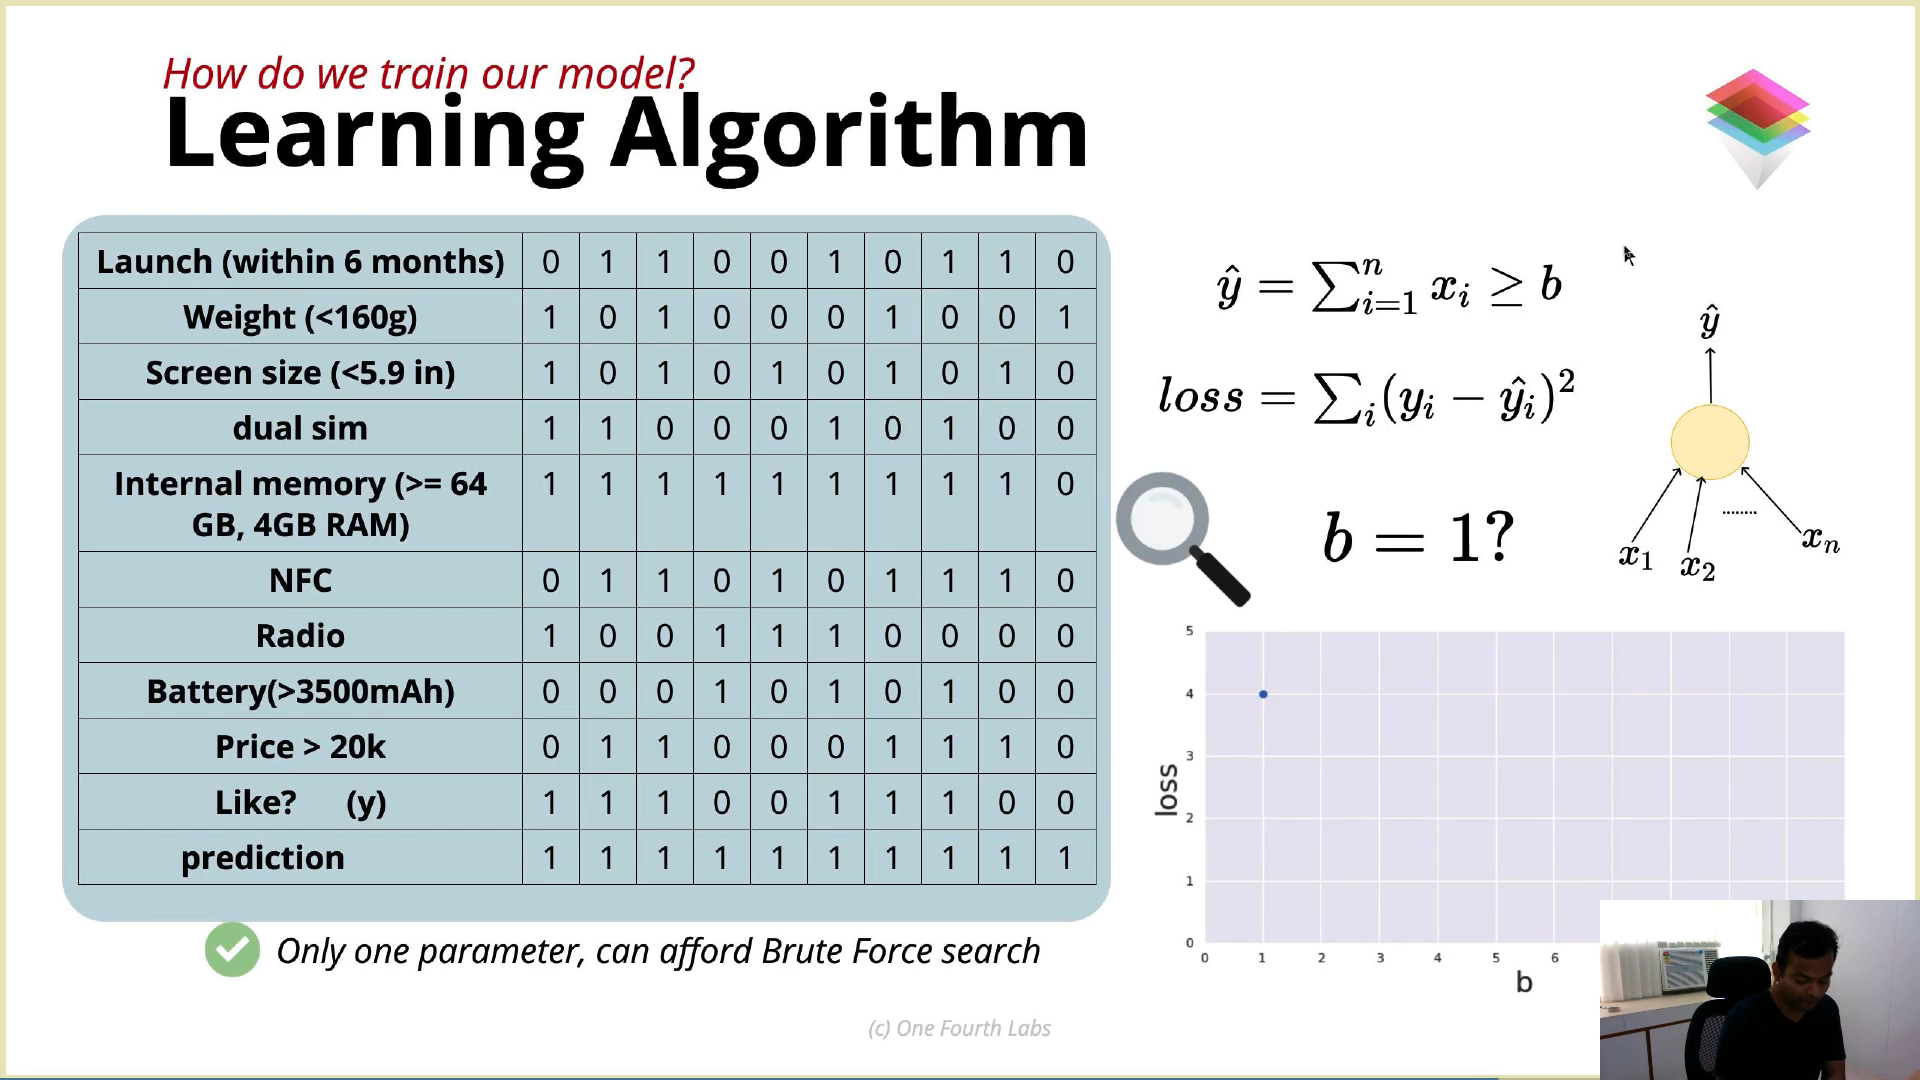 How do we train our model?
Learning Algorithm
Launch (within 6 months) 0 1 1 0 0 1 0 1 1 0
Weight (<160g) 1 0 1 0 0 0 1 0 0 1
Screen size (<5.9 in) 1 0 1 0 1 0 1 0 1 0
dual sim 1 1 0 0 0 1 0 1 0 0
Internal memory (>= 64 1 1 1 1 1 1 1 1 1 0
GB, 4GB RAM)
NFC 0 1 1 0 1 0 1 1 1 0
Radio 1 0 0 1 1 1 0 0 0 0
Battery(>3500mAh) 0 0 0 1 0 1 0 1 0 0
Price > 20k 0 1 1 0 0 0 1 1 1 0
Like? (y) 1 1 1 0 0 1 1 1 0 0
prediction 1 1 1 1 1 1 1 1 1 1
Only one parameter, can afford Brute Force search
ŷ = ∑ⁿᵢ₌₁ xᵢ ≥ b
loss = ∑ᵢ(yᵢ − ŷᵢ)²
b = 1?
ŷ
........
x₁ x₂ xₙ
5
4
3
2
1
0
loss
0 1 2 3 4 5 6
b
(c) One Fourth Labs